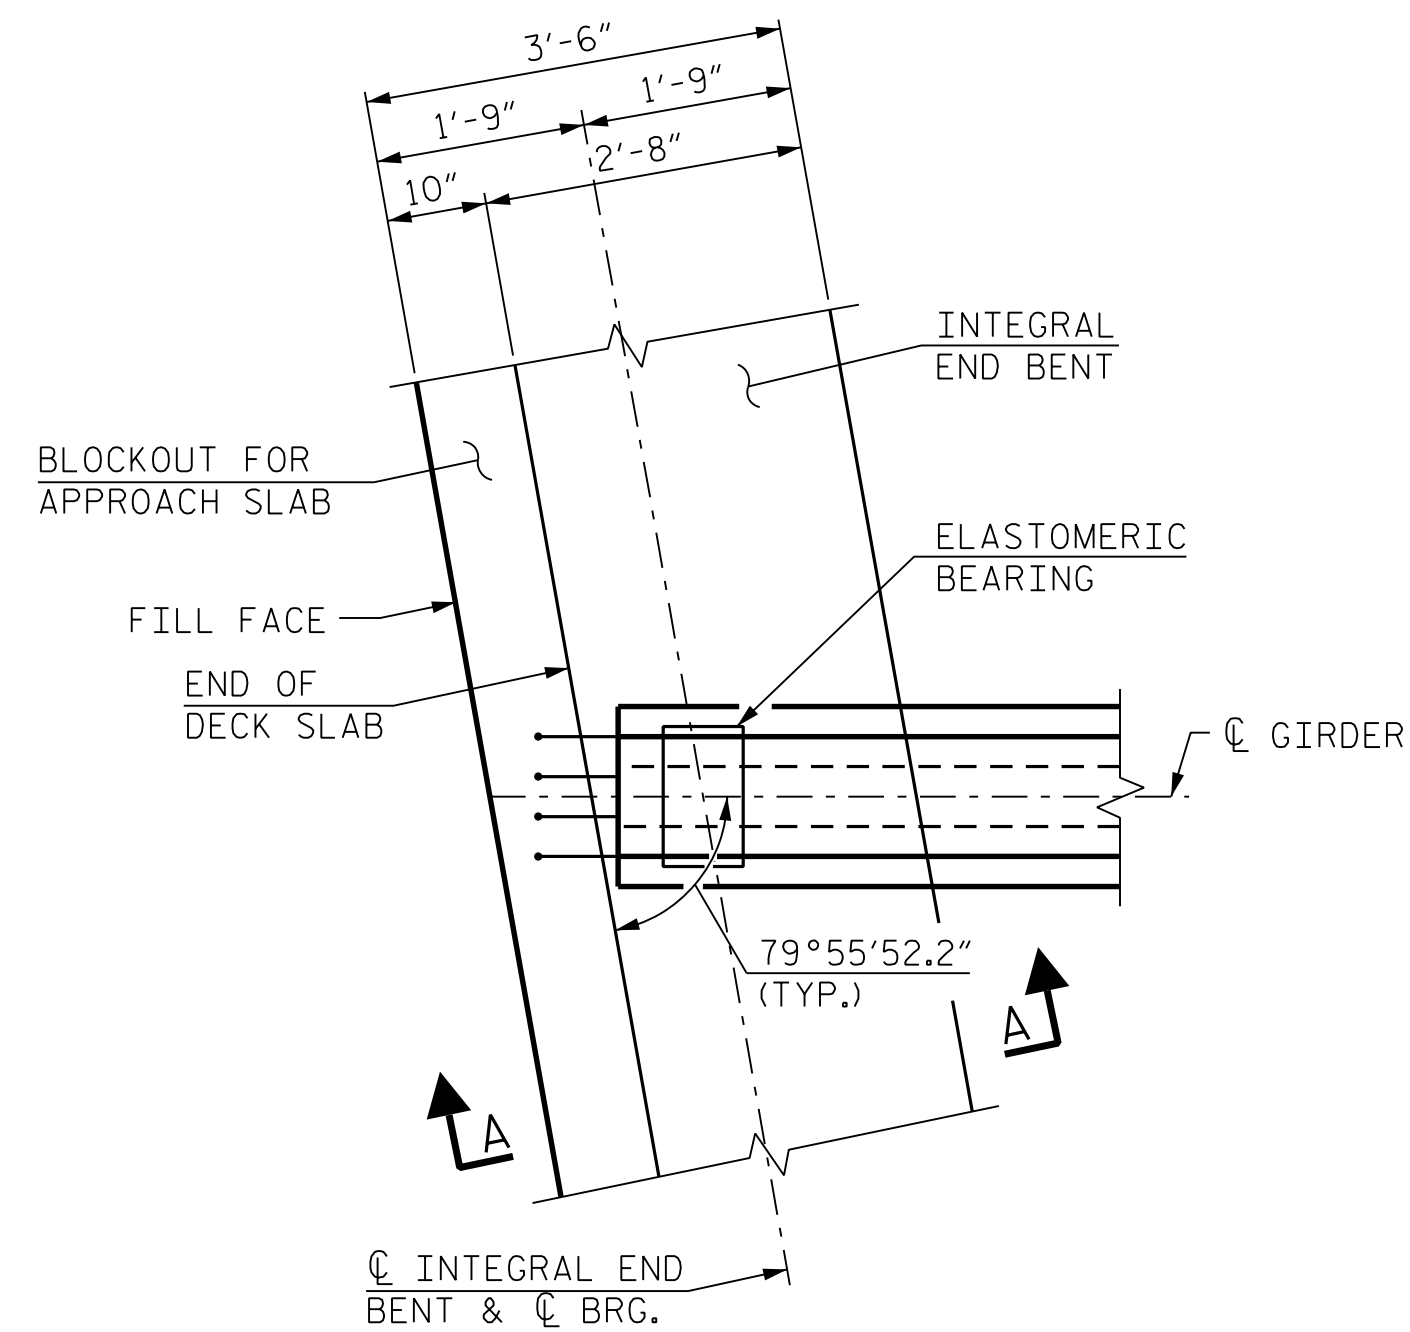 3'-6"
1'-9"
1'-9"
10"
2'-8"
INTEGRAL
END BENT
BLOCKOUT FOR
APPROACH SLAB
ELASTOMERIC
BEARING
FILL FACE
END OF
DECK SLAB
℄ GIRDER
79°55'52.2"
(TYP.)
A
A
℄ INTEGRAL END
BENT & ℄ BRG.